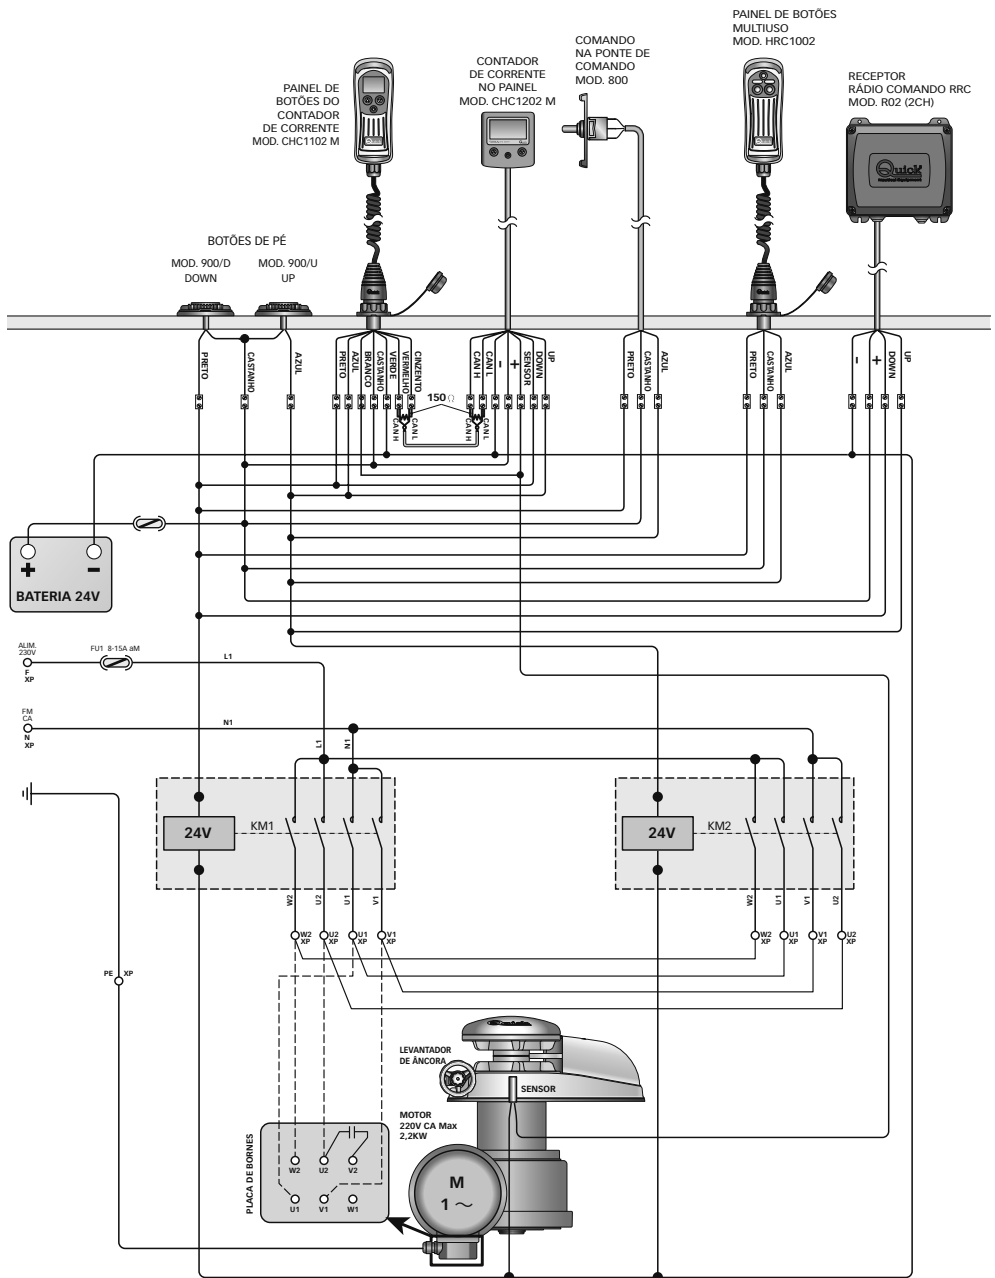 PAINEL DE
BOTÕES DO
CONTADOR
DE CORRENTE
MOD. CHC1102 M
CONTADOR
DE CORRENTE
NO PAINEL
MOD. CHC1202 M
COMANDO
NA PONTE DE
COMANDO
MOD. 800
PAINEL DE BOTÕES
MULTIUSO
MOD. HRC1002
RECEPTOR
RÁDIO COMANDO RRC
MOD. R02 (2CH)
Quick
BOTÕES DE PÉ
MOD. 900/D
DOWN
MOD. 900/U
UP
PRETO
CASTANHO
AZUL
PRETO
AZUL
BRANCO
CASTANHO
VERDE
VERMELHO
CINZENTO
CAN H
CAN L
-
+
SENSOR
DOWN
UP
PRETO
CASTANHO
AZUL
PRETO
CASTANHO
AZUL
-
+
DOWN
UP
150 Ω
CAN H
CAN L
CAN H
CAN L
+
-
BATERIA 24V
ALIM.
230V
F
XP
FU1 8-15A aM
L1
FM
CA
N
XP
N1
L1
N1
24V
KM1
24V
KM2
W2
U2
U1
V1
W2
U1
V1
U2
W2
XP
U2
XP
U1
XP
V1
XP
W2
XP
U1
XP
V1
XP
U2
XP
PE
XP
Quick
LEVANTADOR
DE ÂNCORA
SENSOR
MOTOR
220V CA Max
2,2KW
PLACA DE BORNES
W2
U2
V2
U1
V1
W1
M
1 ~